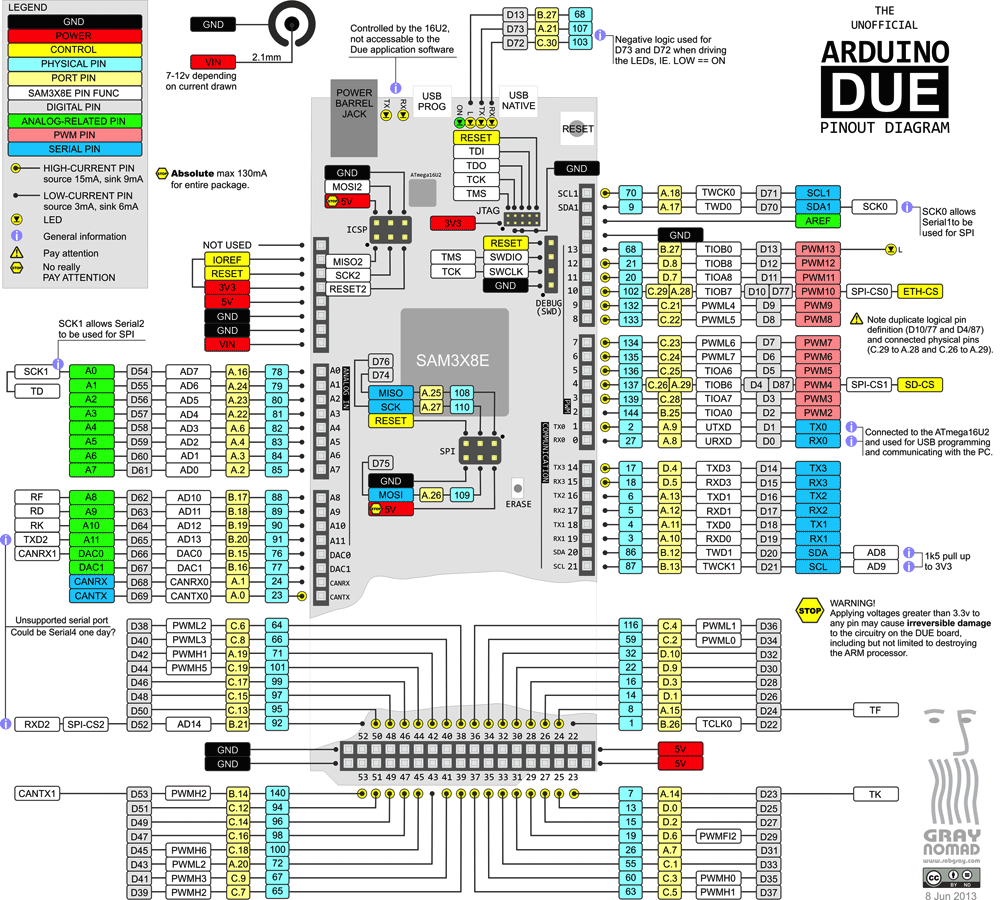 LEGEND
GND
POWER
CONTROL
PHYSICAL PIN
PORT PIN
SAM3X8E PIN FUNC
DIGITAL PIN
ANALOG-RELATED PIN
PWM PIN
SERIAL PIN
HIGH-CURRENT PIN
source 15mA, sink 9mA
LOW-CURRENT PIN
source 3mA, sink 6mA
LED
General information
Pay attention
No really
PAY ATTENTION
GND
VIN
2.1mm
7-12v depending
on current drawn
STOP Absolute max 130mA
for entire package.
Controlled by the 16U2,
not accessable to the
Due application software
D13 B.27 68
D73 A.21 107
D72 C.30 103
Negative logic used for
D73 and D72 when driving
the LEDs, IE. LOW == ON
THE
UNOFFICIAL
ARDUINO
DUE
PINOUT DIAGRAM
POWER
BARREL
JACK
TX
RX
USB
PROG
ON
L
TX
RX
USB
NATIVE
RESET
RESET
TDI
TDO
TCK
TMS
GND
JTAG
3V3
GND
MOSI2
5V
ATmega16U2
ICSP
MISO2
SCK2
RESET2
RESET
TMS SWDIO
TCK SWCLK
GND
DEBUG
(SWD)
SAM3X8E
NOT USED
IOREF
RESET
3V3
5V
GND
GND
VIN
SCK1 allows Serial2
to be used for SPI
SCK1 A0 D54 AD7 A.16 78 A0
TD A1 D55 AD6 A.24 79 A1
A2 D56 AD5 A.23 80 A2
A3 D57 AD4 A.22 81 A3
A4 D58 AD3 A.6 82 A4
A5 D59 AD2 A.4 83 A5
A6 D60 AD1 A.3 84 A6
A7 D61 AD0 A.2 85 A7
ANALOG IN
RF A8 D62 AD10 B.17 88 A8
RD A9 D63 AD11 B.18 89 A9
RK A10 D64 AD12 B.19 90 A10
TXD2 A11 D65 AD13 B.20 91 A11
CANRX1 DAC0 D66 DAC0 B.15 76 DAC0
DAC1 D67 DAC1 B.16 77 DAC1
CANRX D68 CANRX0 A.1 24 CANRX
CANTX D69 CANTX0 A.0 23 CANTX
D76
D74
MISO A.25 108
SCK A.27 110
RESET
SPI
D75
GND
MOSI A.26 109
5V
ERASE
SCL1 70 A.18 TWCK0 D71 SCL1
SDA1 9 A.17 TWD0 D70 SDA1 SCK0
AREF
GND
SCK0 allows
Serial1to be
used for SPI
13 68 B.27 TIOB0 D13 PWM13 L
12 21 D.8 TIOB8 D12 PWM12
11 20 D.7 TIOA8 D11 PWM11
10 102 C.29 A.28 TIOB7 D10 D77 PWM10 SPI-CS0 ETH-CS
9 132 C.21 PWML4 D9 PWM9
8 133 C.22 PWML5 D8 PWM8
Note duplicate logical pin
definition (D10/77 and D4/87)
and connected physical pins
(C.29 to A.28 and C.26 to A.29).
7 134 C.23 PWML6 D7 PWM7
6 135 C.24 PWML7 D6 PWM6
5 136 C.25 TIOA6 D5 PWM5
4 137 C.26 A.29 TIOB6 D4 D87 PWM4 SPI-CS1 SD-CS
3 139 C.28 TIOA7 D3 PWM3
2 144 B.25 TIOA0 D2 PWM2
TX0 1 2 A.9 UTXD D1 TX0
RX0 0 27 A.8 URXD D0 RX0
PWM
Connected to the ATmega16U2
and used for USB programming
and communicating with the PC.
TX3 14 17 D.4 TXD3 D14 TX3
RX3 15 18 D.5 RXD3 D15 RX3
TX2 16 6 A.13 TXD1 D16 TX2
RX2 17 5 A.12 RXD1 D17 RX2
TX1 18 4 A.11 TXD0 D18 TX1
RX1 19 3 A.10 RXD0 D19 RX1
SDA 20 86 B.12 TWD1 D20 SDA AD8
SCL 21 87 B.13 TWCK1 D21 SCL AD9
COMMUNICATION
1k5 pull up
to 3V3
Unsupported serial port
Could be Serial4 one day?
STOP
WARNING!
Applying voltages greater than 3.3v to
any pin may cause irreversible damage
to the circuitry on the DUE board,
including but not limited to destroying
the ARM processor.
D38 PWML2 C.6 64
D40 PWML3 C.8 66
D42 PWMH1 A.19 71
D44 PWMH5 C.19 101
D46 C.17 99
D48 C.15 97
D50 C.13 95
RXD2 SPI-CS2 D52 AD14 B.21 92
116 C.4 PWML1 D36
59 C.2 PWML0 D34
32 D.10 D32
22 D.9 D30
16 D.3 D28
14 D.1 D26
8 A.15 D24 TF
1 B.26 TCLK0 D22
52 50 48 46 44 42 40 38 36 34 32 30 28 26 24 22
GND 5V
GND 5V
53 51 49 47 45 43 41 39 37 35 33 31 29 27 25 23
CANTX1 D53 PWMH2 B.14 140
D51 C.12 94
D49 C.14 96
D47 C.16 98
D45 PWMH6 C.18 100
D43 PWML2 A.20 72
D41 PWMH3 C.9 67
D39 PWMH2 C.7 65
7 A.14 D23 TK
13 D.0 D25
15 D.2 D27
19 D.6 PWMFI2 D29
26 A.7 D31
55 C.1 D33
60 C.3 PWMH0 D35
63 C.5 PWMH1 D37
GRAY
NOMAD
www.robgray.com
cc
BY ND
8 Jun 2013